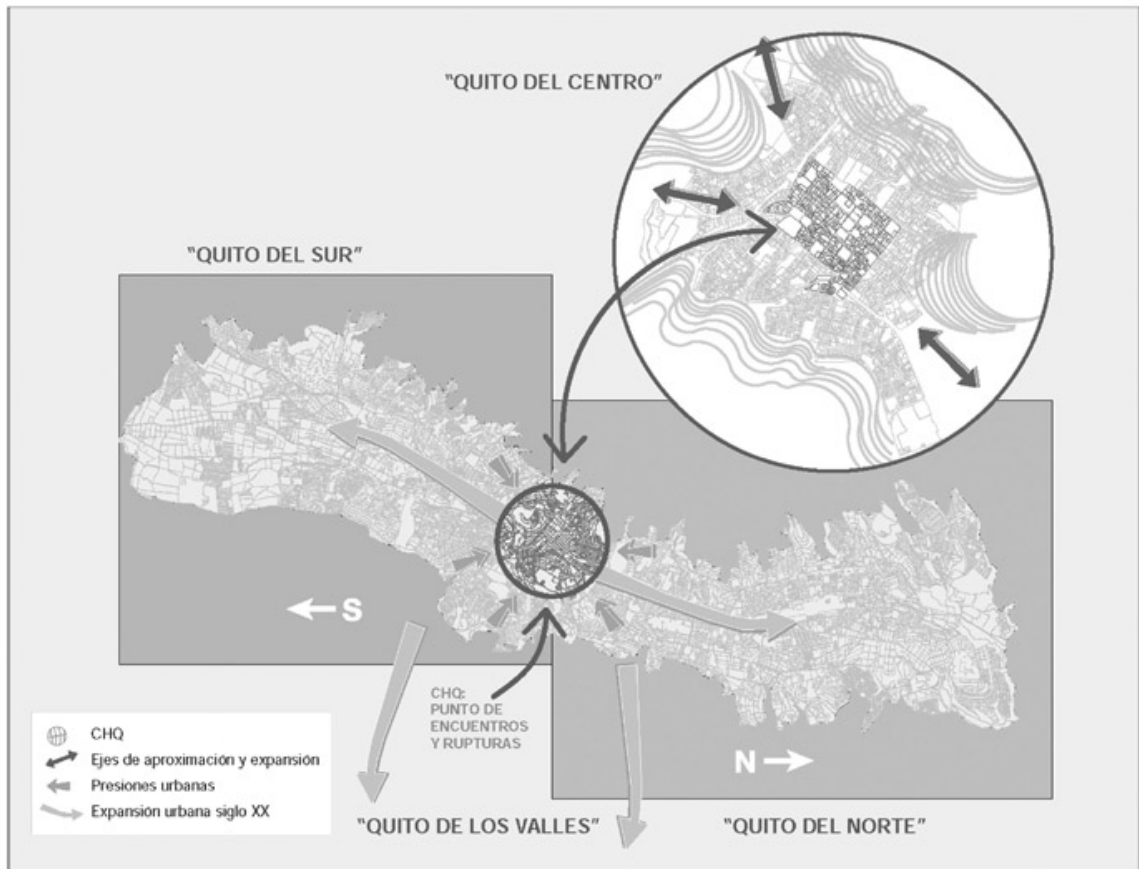 "QUITO DEL CENTRO"
"QUITO DEL SUR"
S
CHQ:
PUNTO DE
ENCUENTROS
Y RUPTURAS
N
CHQ
Ejes de aproximación y expansión
Presiones urbanas
Expansión urbana siglo XX
"QUITO DE LOS VALLES"
"QUITO DEL NORTE"